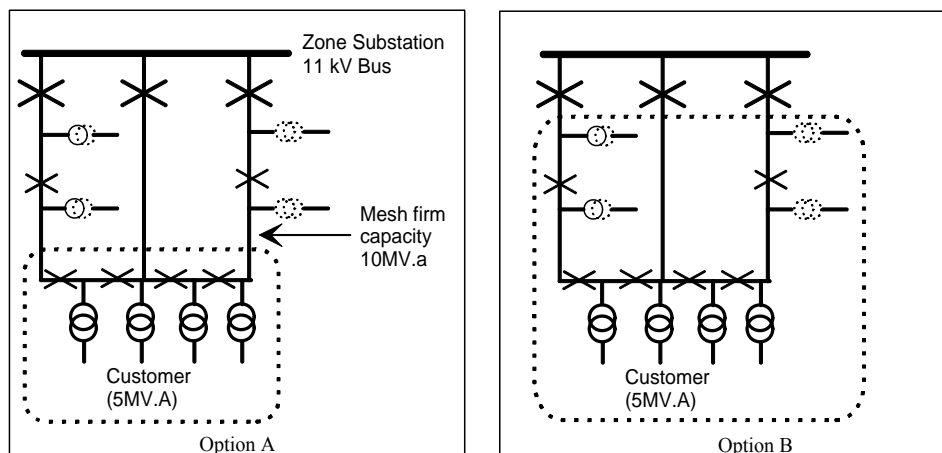 Zone Substation
11 kV Bus
Mesh firm
capacity
10MV.a
Customer
(5MV.A)
Option A
Customer
(5MV.A)
Option B